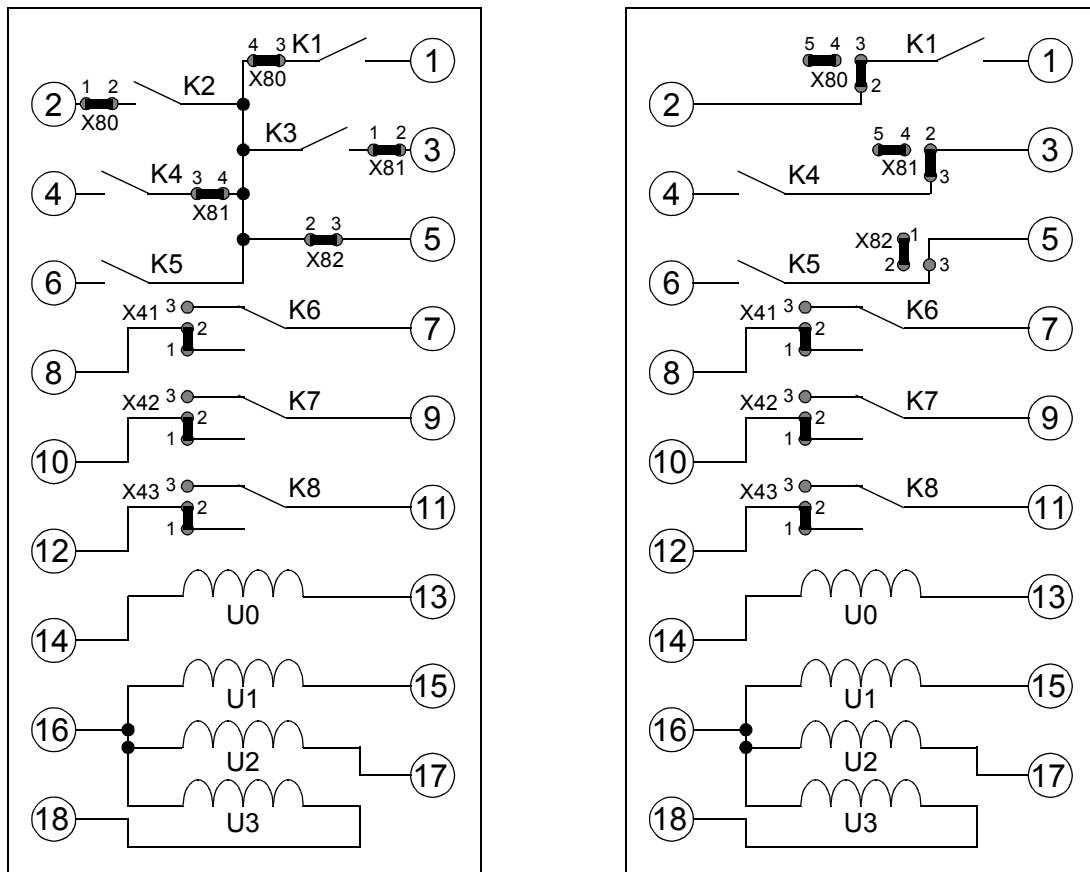 4 3 K1 1
X80
1 2 K2
2
X80
K3 1 2 3
X81
4 K4 3 4
X81
2 3 5
X82
6 K5
X41 3 K6 7
2
8 1
X42 3 K7 9
2
10 1
X43 3 K8 11
2
12 1
13
U0
14
15
U1
16
U2
17
18 U3
5 4 3 K1 1
X80
2 2
5 4 2 3
X81
4 K4 3
X82 1 5
6 K5 2 3
X41 3 K6 7
2
8 1
X42 3 K7 9
2
10 1
X43 3 K8 11
2
12 1
13
U0
14
15
U1
16
U2
17
18 U3